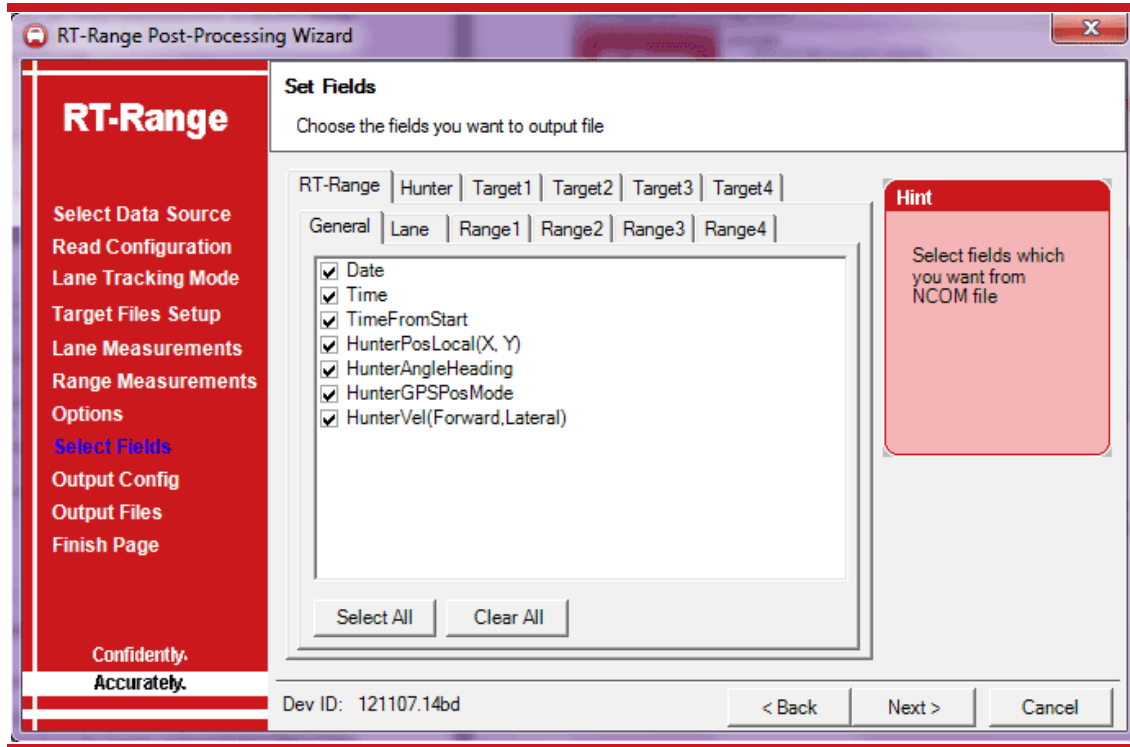 RT-Range Post-Processing Wizard
x
RT-Range
Select Data Source
Read Configuration
Lane Tracking Mode
Target Files Setup
Lane Measurements
Range Measurements
Options
Select Fields
Output Config
Output Files
Finish Page
Confidently.
Accurately.
Set Fields
Choose the fields you want to output file
RT-Range Hunter Target1 Target2 Target3 Target4
General Lane Range1 Range2 Range3 Range4
Date
Time
TimeFromStart
HunterPosLocal(X, Y)
HunterAngleHeading
HunterGPSPosMode
HunterVel(Forward,Lateral)
Select All Clear All
Hint
Select fields which
you want from
NCOM file
Dev ID: 121107.14bd
< Back Next > Cancel